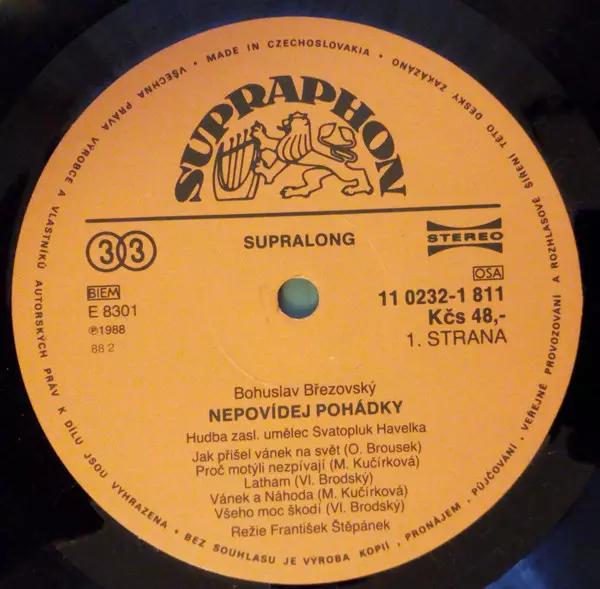 MADE IN CZECHOSLOVAKIA • ZAKÁZÁNO • VŠECHNA PRÁVA VÝROBCE A VLASTNÍKŮ AUTORSKÝCH PRÁV K DÍLU JSOU VYHRAZENA • BEZ SOUHLASU JE VÝROBA KOPIÍ, PRONÁJEM, PŮJČOVÁNÍ, VEŘEJNÉ PROVOZOVÁNÍ A ROZHLASOVÉ ŠÍŘENÍ TÉTO DESKY
SUPRAPHON
33
SUPRALONG
STEREO
BIEM
OSA
E 8301
11 0232-1 811
℗1988
Kčs 48,-
88 2
1. STRANA
Bohuslav Březovský
NEPOVÍDEJ POHÁDKY
Hudba zasl. umělec Svatopluk Havelka
Jak přišel vánek na svět (O. Brousek)
Proč motýli nezpívají (M. Kučírková)
Latham (Vl. Brodský)
Vánek a Náhoda (M. Kučírková)
Všeho moc škodí (Vl. Brodský)
Režie František Štěpánek